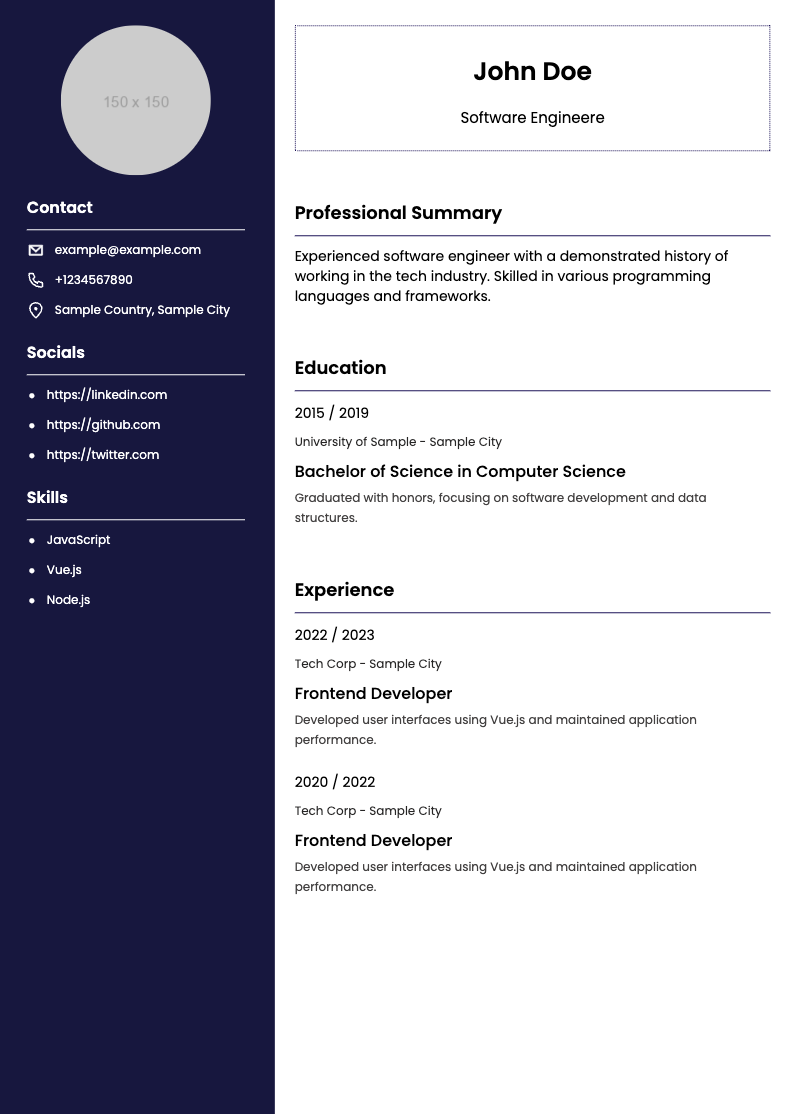 150 x 150
Contact
example@example.com
+1234567890
Sample Country, Sample City
Socials
https://linkedin.com
https://github.com
https://twitter.com
Skills
JavaScript
Vue.js
Node.js
John Doe
Software Engineere
Professional Summary
Experienced software engineer with a demonstrated history of
working in the tech industry. Skilled in various programming
languages and frameworks.
Education
2015 / 2019
University of Sample - Sample City
Bachelor of Science in Computer Science
Graduated with honors, focusing on software development and data
structures.
Experience
2022 / 2023
Tech Corp - Sample City
Frontend Developer
Developed user interfaces using Vue.js and maintained application
performance.
2020 / 2022
Tech Corp - Sample City
Frontend Developer
Developed user interfaces using Vue.js and maintained application
performance.